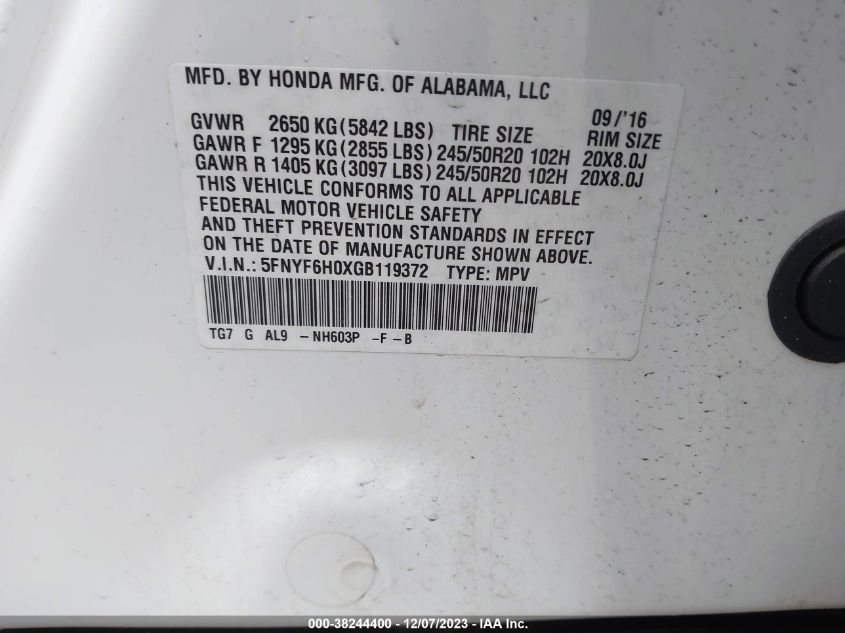 MFD. BY HONDA MFG. OF ALABAMA, LLC
09/'16
GVWR 2650 KG(5842 LBS) TIRE SIZE RIM SIZE
GAWR F 1295 KG(2855 LBS)245/50R20 102H 20X8.0J
GAWR R 1405 KG(3097 LBS)245/50R20 102H 20X8.0J
THIS VEHICLE CONFORMS TO ALL APPLICABLE
FEDERAL MOTOR VEHICLE SAFETY
AND THEFT PREVENTION STANDARDS IN EFFECT
ON THE DATE OF MANUFACTURE SHOWN ABOVE.
V.I.N.: 5FNYF6H0XGB119372 TYPE: MPV
TG7 G AL9 -NH603P -F-B
000-38244400 - 12/07/2023 - IAA Inc.